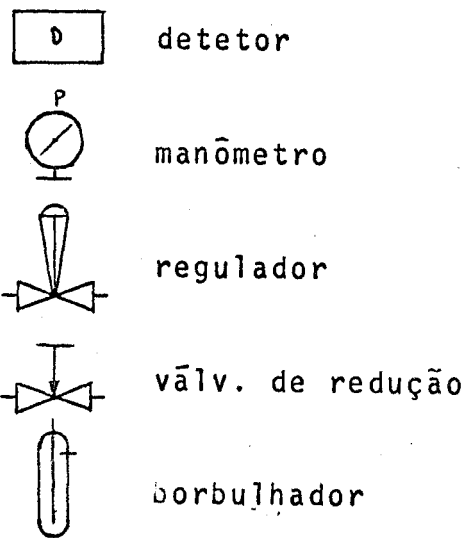 D detetor
P
manômetro
regulador
válv. de redução
borbulhador